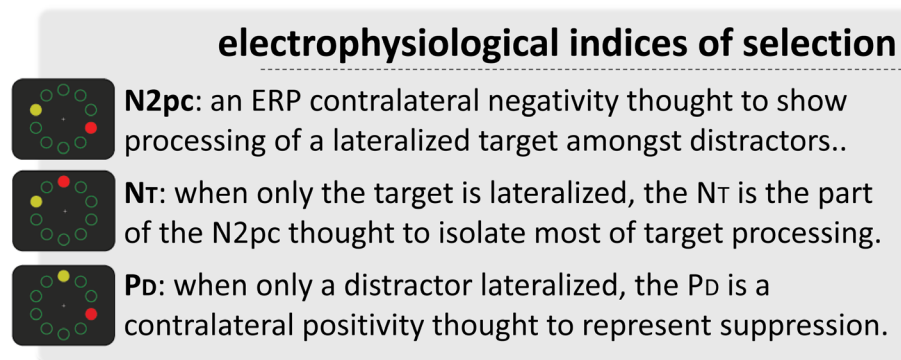 electrophysiological indices of selection
N2pc: an ERP contralateral negativity thought to show
processing of a lateralized target amongst distractors..
NT: when only the target is lateralized, the NT is the part
of the N2pc thought to isolate most of target processing.
PD: when only a distractor lateralized, the PD is a
contralateral positivity thought to represent suppression.